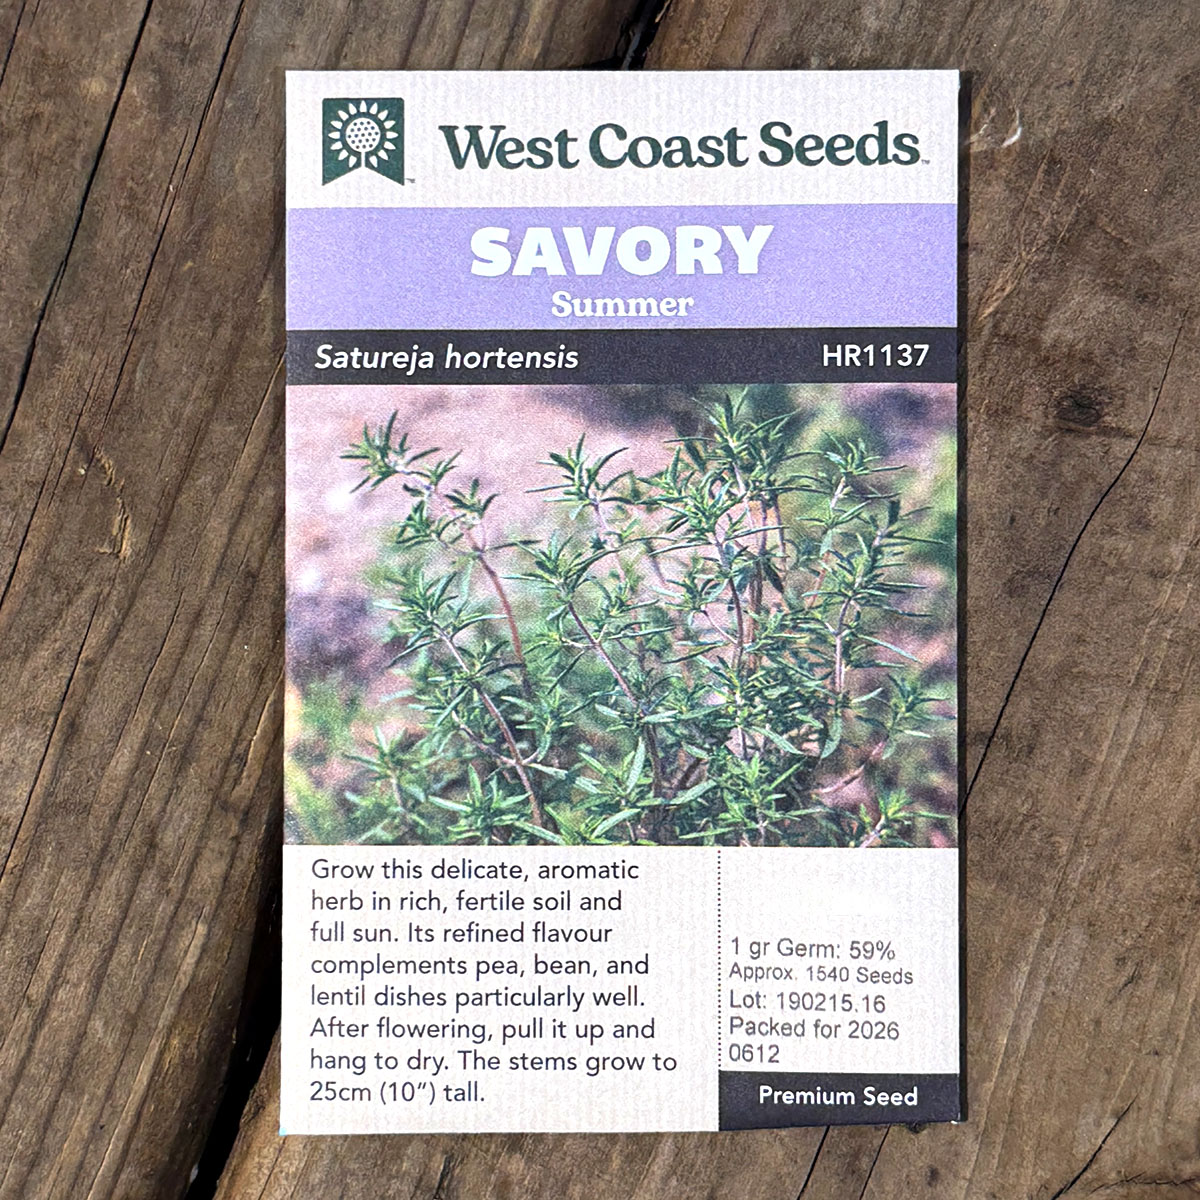 West Coast Seeds™
SAVORY
Summer
Satureja hortensis HR1137
Grow this delicate, aromatic
herb in rich, fertile soil and
full sun. Its refined flavour
complements pea, bean, and
lentil dishes particularly well.
After flowering, pull it up and
hang to dry. The stems grow to
25cm (10”) tall.
1 gr Germ: 59%
Approx. 1540 Seeds
Lot: 190215.16
Packed for 2026
0612
Premium Seed